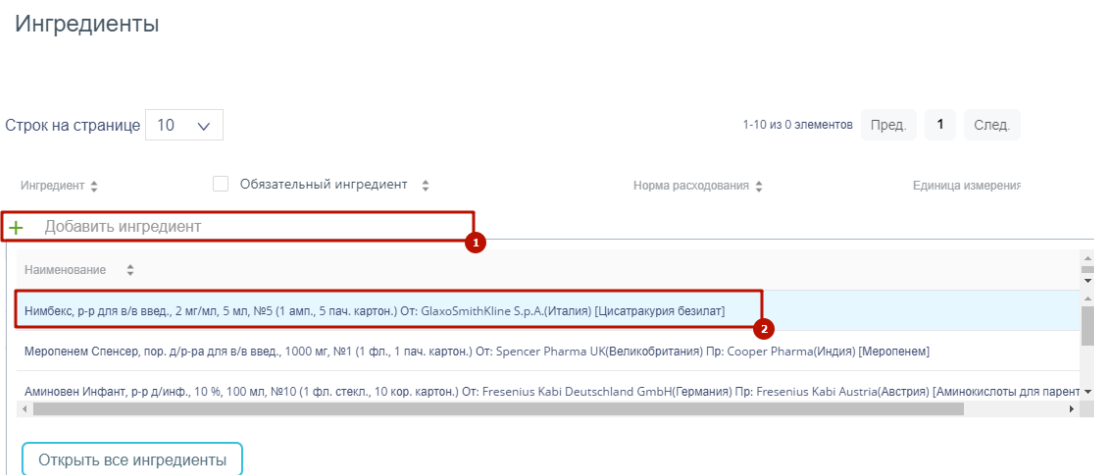 Ингредиенты
Строк на странице 10 1-10 из 0 элементов Пред. 1 След.
Ингредиент Обязательный ингредиент Норма расходования Единица измерения
Добавить ингредиент
1
Наименование
Нимбекс, р-р для в/в введ., 2 мг/мл, 5 мл, №5 (1 амп., 5 пач. картон.) От: GlaxoSmithKline S.p.A.(Италия) [Цисатракурия безилат]
2
Меропенем Спенсер, пор. д/р-ра для в/в введ., 1000 мг, №1 (1 фл., 1 пач. картон.) От: Spencer Pharma UK(Великобритания) Пр: Cooper Pharma(Индия) [Меропенем]
Аминовен Инфант, р-р д/инф., 10 %, 100 мл, №10 (1 фл. стекл., 10 кор. картон.) От: Fresenius Kabi Deutschland GmbH(Германия) Пр: Fresenius Kabi Austria(Австрия) [Аминокислоты для парент
Открыть все ингредиенты